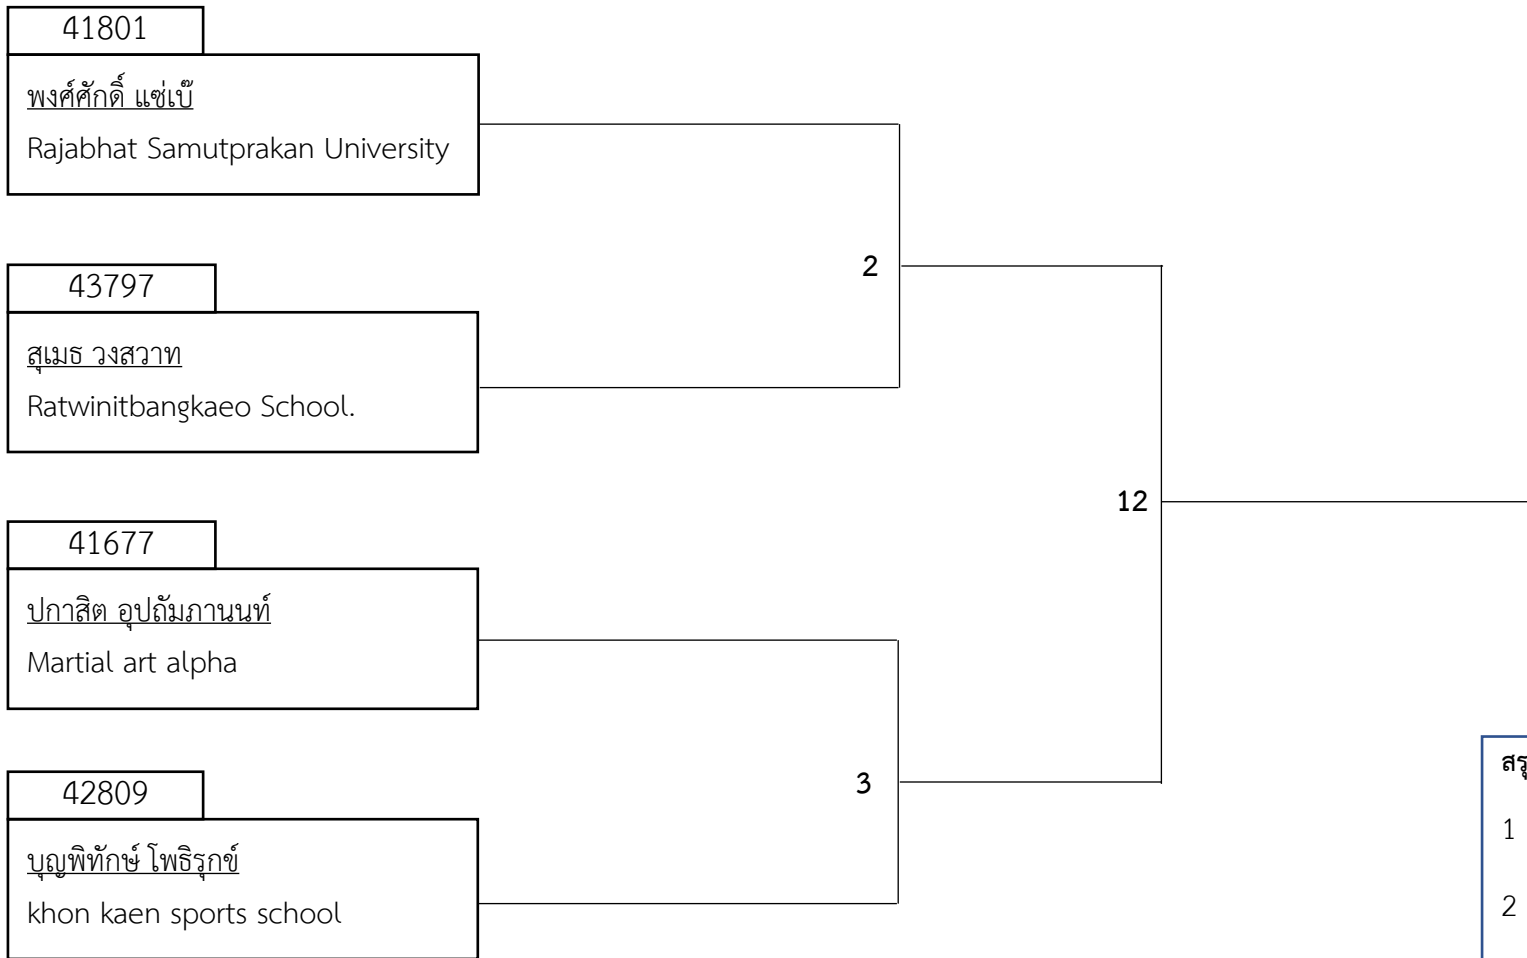 41801
พงศ์ศักดิ์ แซ่เบ๊
Rajabhat Samutprakan University
43797
สุเมธ วงสวาท
Ratwinitbangkaeo School.
2
12
41677
ปกาสิต อุปถัมภานนท์
Martial art alpha
42809
บุญพิทักษ์ โพธิรุกข์
khon kaen sports school
3
1
2